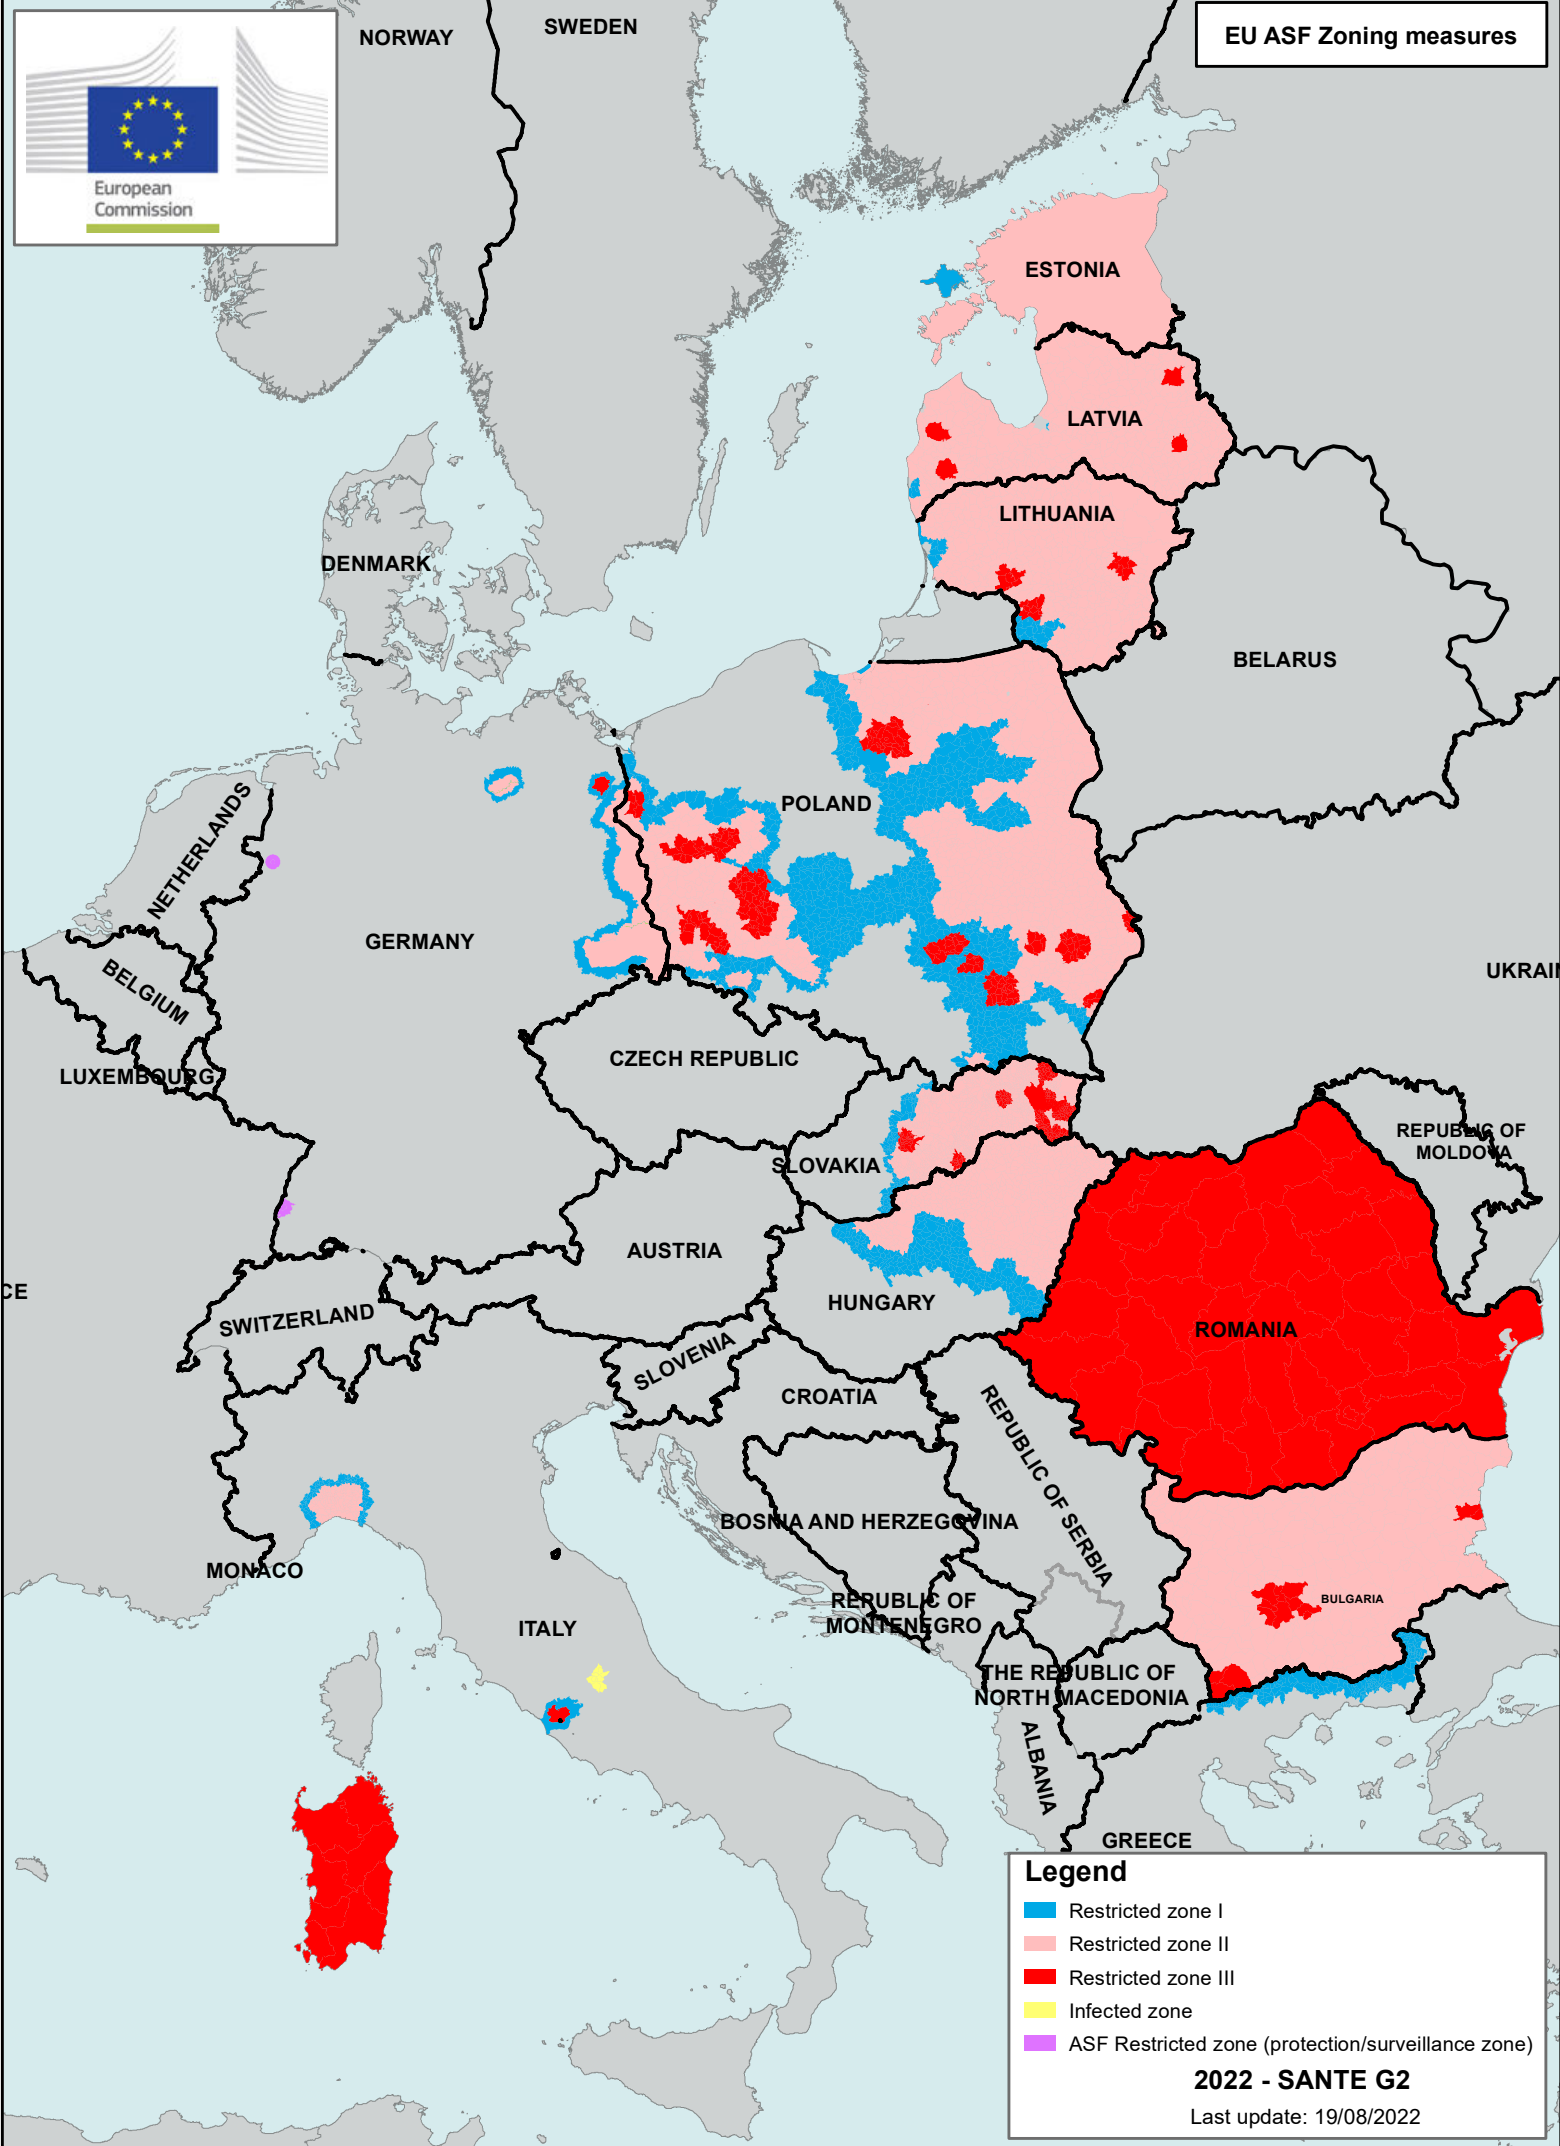 NORWAY
SWEDEN
EU ASF Zoning measures
European
Commission
ESTONIA
LATVIA
LITHUANIA
DENMARK
BELARUS
POLAND
NETHERLANDS
GERMANY
BELGIUM
UKRAI
CZECH REPUBLIC
LUXEMBOURG
REPUBLIC OF
MOLDOVA
SLOVAKIA
AUSTRIA
CE
HUNGARY
SWITZERLAND
ROMANIA
SLOVENIA
CROATIA
REPUBLIC OF SERBIA
BOSNIA AND HERZEGOVINA
MONACO
BULGARIA
REPUBLIC OF
MONTENEGRO
ITALY
THE REPUBLIC OF
NORTH MACEDONIA
ALBANIA
GREECE
Legend
Restricted zone I
Restricted zone II
Restricted zone III
Infected zone
ASF Restricted zone (protection/surveillance zone)
2022 - SANTE G2
Last update: 19/08/2022